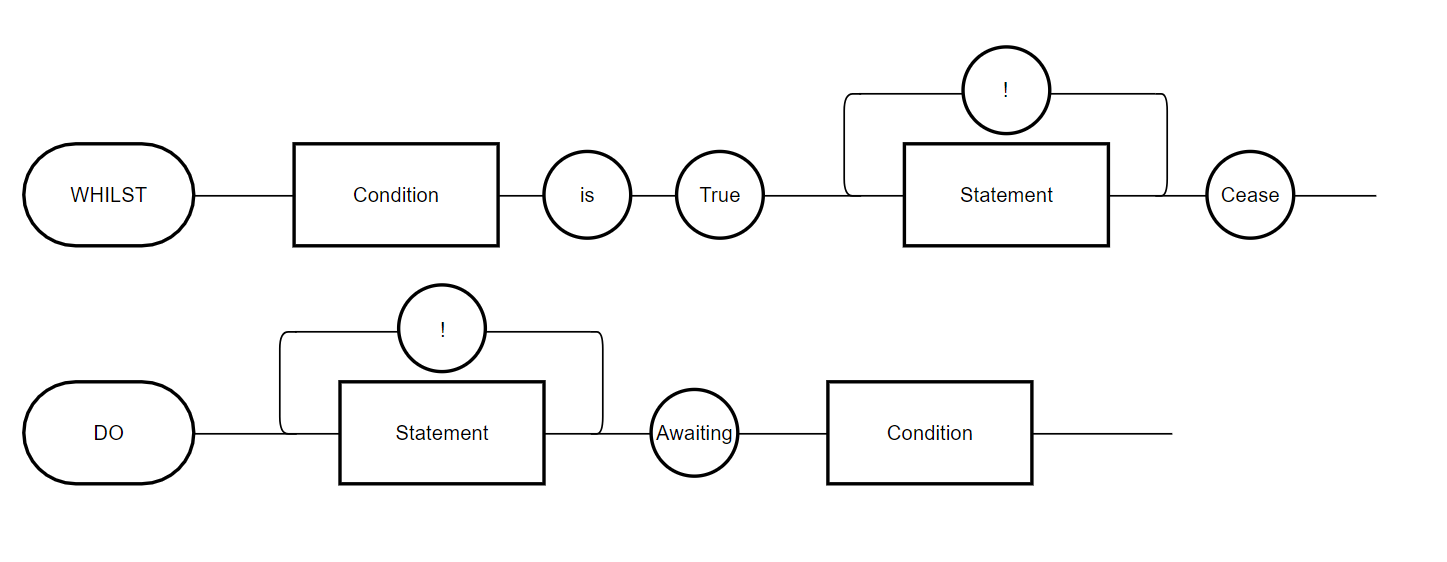 !
WHILST Condition is True Statement Cease
!
DO Statement Awaiting Condition